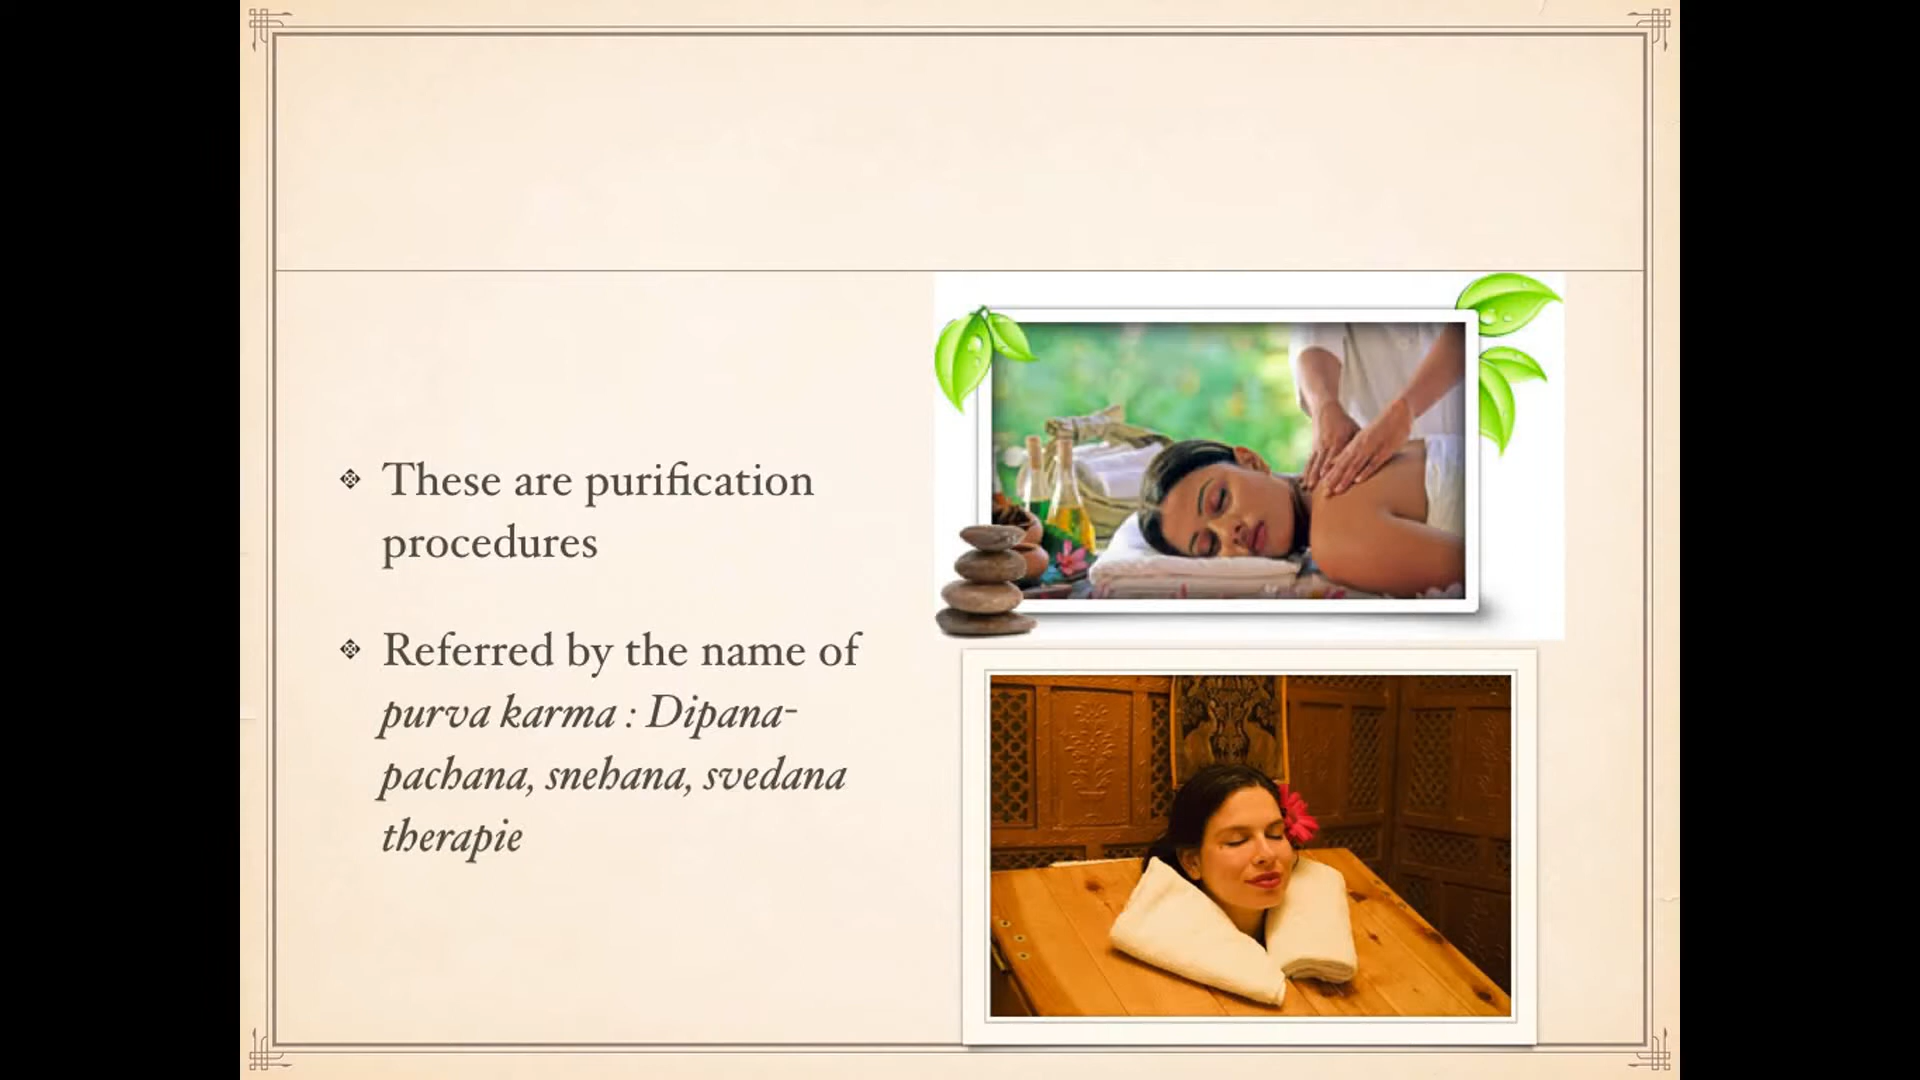 These are purification
procedures
Referred by the name of
purva karma : Dipana-
pachana, snehana, svedana
therapie